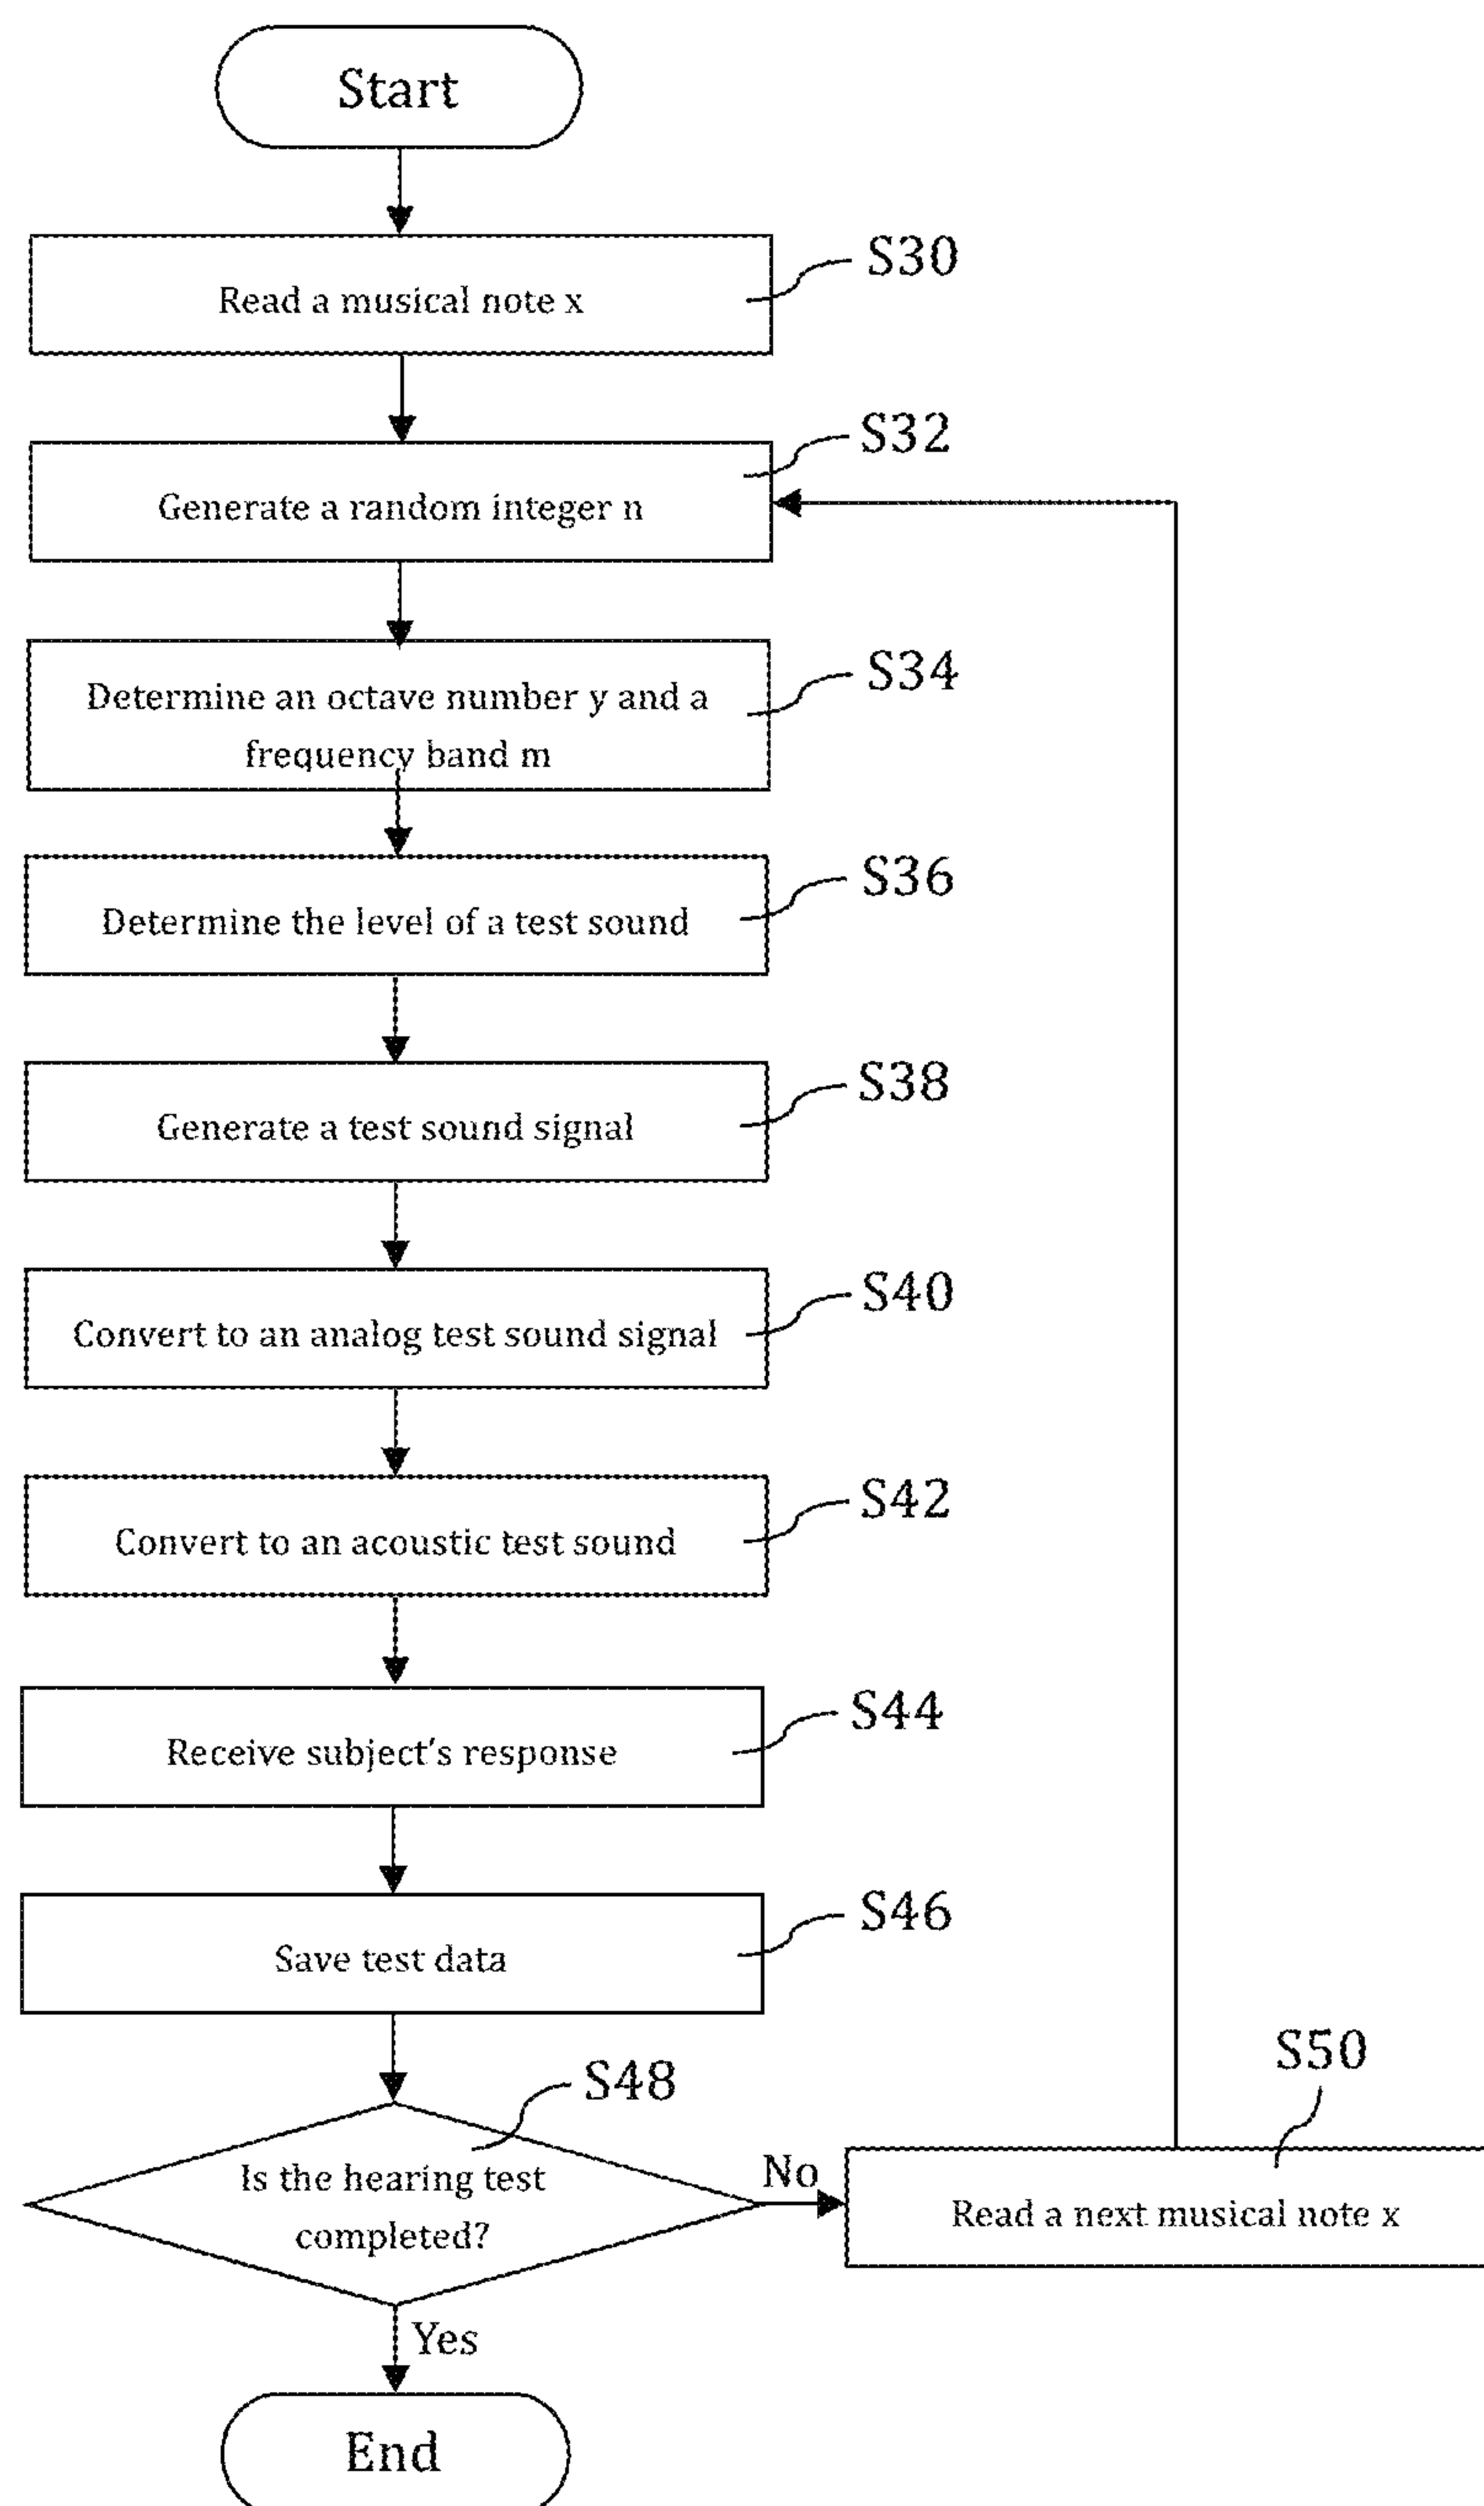 Start
Read a musical note x
S30
Generate a random integer n
S32
Determine an octave number y and a
frequency band m
S34
Determine the level of a test sound
S36
Generate a test sound signal
S38
Convert to an analog test sound signal
S40
Convert to an acoustic test sound
S42
Receive subject's response
S44
Save test data
S46
Is the hearing test
completed?
S48
No
Read a next musical note x
S50
Yes
End